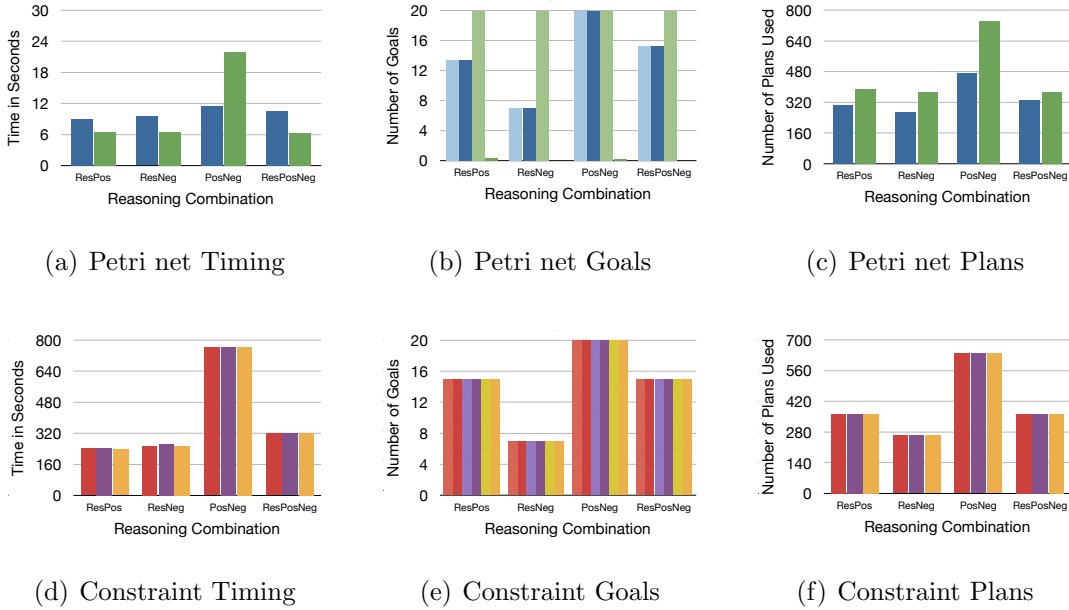 Time in Seconds
30
24
18
12
6
0
ResPos ResNeg PosNeg ResPosNeg
Reasoning Combination
(a) Petri net Timing
Number of Goals
20
16
12
8
4
0
ResPos ResNeg PosNeg ResPosNeg
Reasoning Combination
(b) Petri net Goals
Number of Plans Used
800
640
480
320
160
0
ResPos ResNeg PosNeg ResPosNeg
Reasoning Combination
(c) Petri net Plans
Time in Seconds
800
640
480
320
160
0
ResPos ResNeg PosNeg ResPosNeg
Reasoning Combination
(d) Constraint Timing
Number of Goals
20
16
12
8
4
0
ResPos ResNeg PosNeg ResPosNeg
Reasoning Combination
(e) Constraint Goals
Number of Plans Used
700
560
420
280
140
0
ResPos ResNeg PosNeg ResPosNeg
Reasoning Combination
(f) Constraint Plans